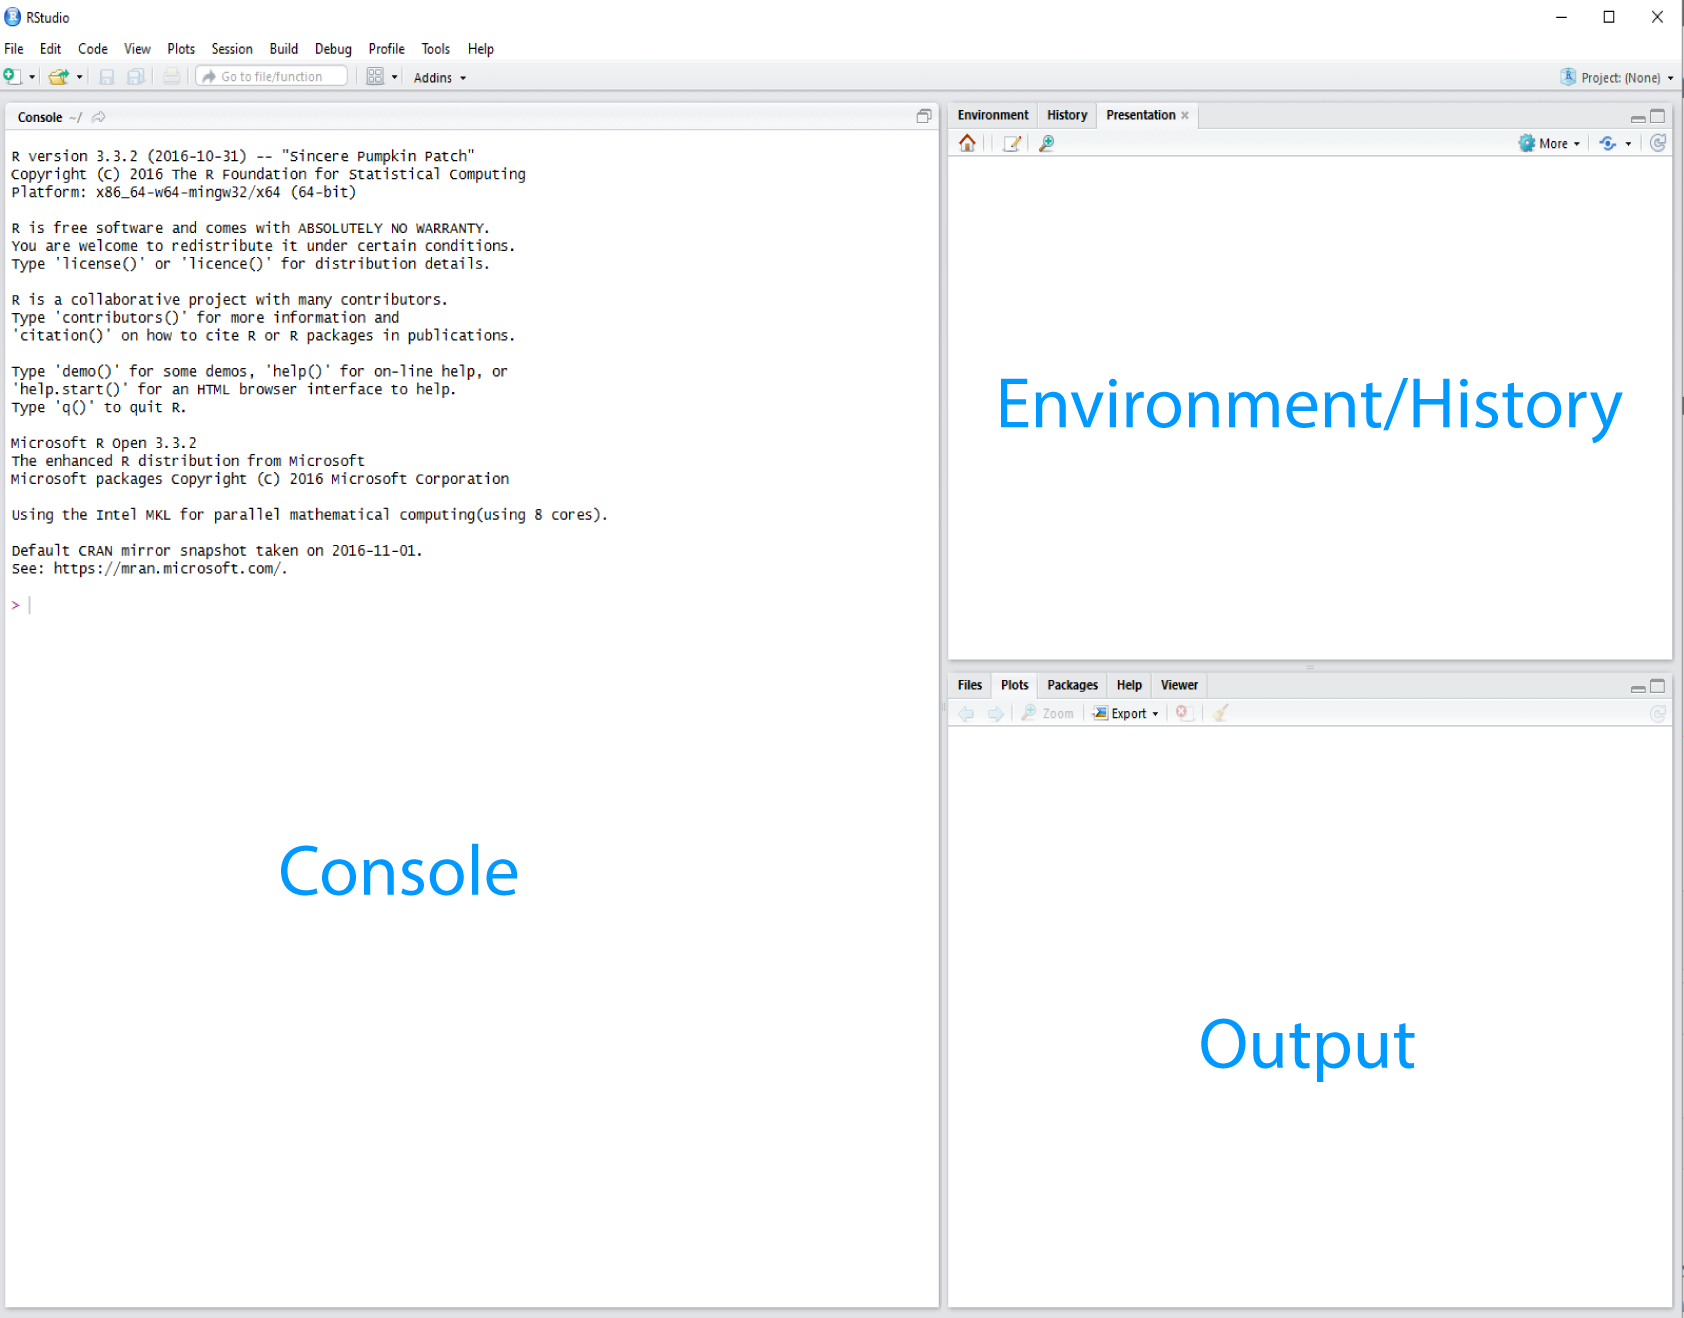 RStudio
File Edit Code View Plots Session Build Debug Profile Tools Help
Go to file/function Addins Project: (None)
Console ~/
R version 3.3.2 (2016-10-31) -- "Sincere Pumpkin Patch"
Copyright (C) 2016 The R Foundation for Statistical Computing
Platform: x86_64-w64-mingw32/x64 (64-bit)
R is free software and comes with ABSOLUTELY NO WARRANTY.
You are welcome to redistribute it under certain conditions.
Type 'license()' or 'licence()' for distribution details.
R is a collaborative project with many contributors.
Type 'contributors()' for more information and
'citation()' on how to cite R or R packages in publications.
Type 'demo()' for some demos, 'help()' for on-line help, or
'help.start()' for an HTML browser interface to help.
Type 'q()' to quit R.
Microsoft R Open 3.3.2
The enhanced R distribution from Microsoft
Microsoft packages Copyright (C) 2016 Microsoft Corporation
Using the Intel MKL for parallel mathematical computing(using 8 cores).
Default CRAN mirror snapshot taken on 2016-11-01.
See: https://mran.microsoft.com/.
>
Console
Environment History Presentation
More
Environment/History
Files Plots Packages Help Viewer
Zoom Export
Output